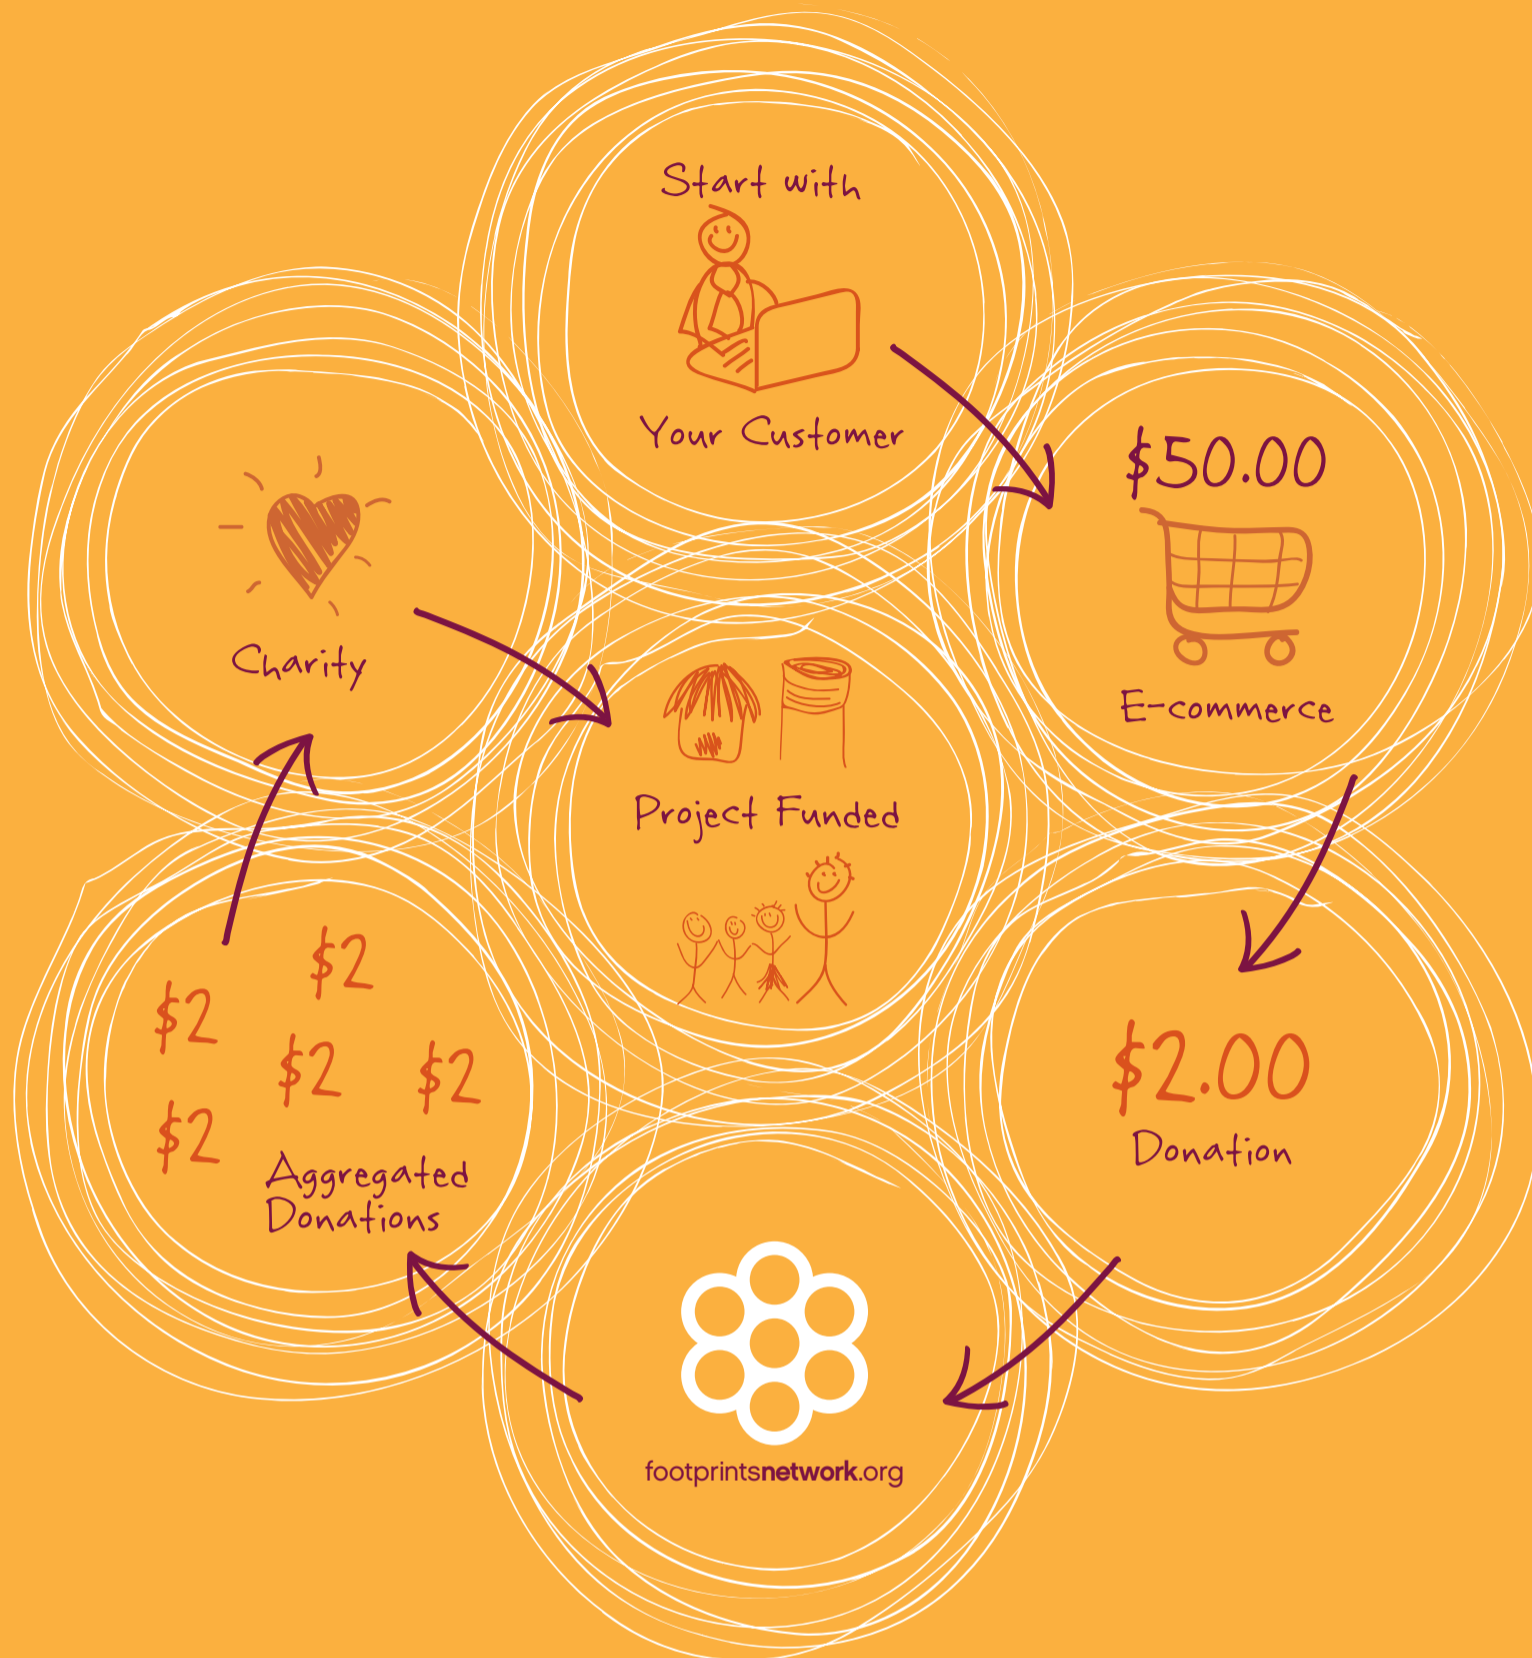 Start with
Your Customer
$50.00
E-commerce
$2.00
Donation
footprintsnetwork.org
$2
$2
$2
$2
$2
Aggregated
Donations
Charity
Project Funded